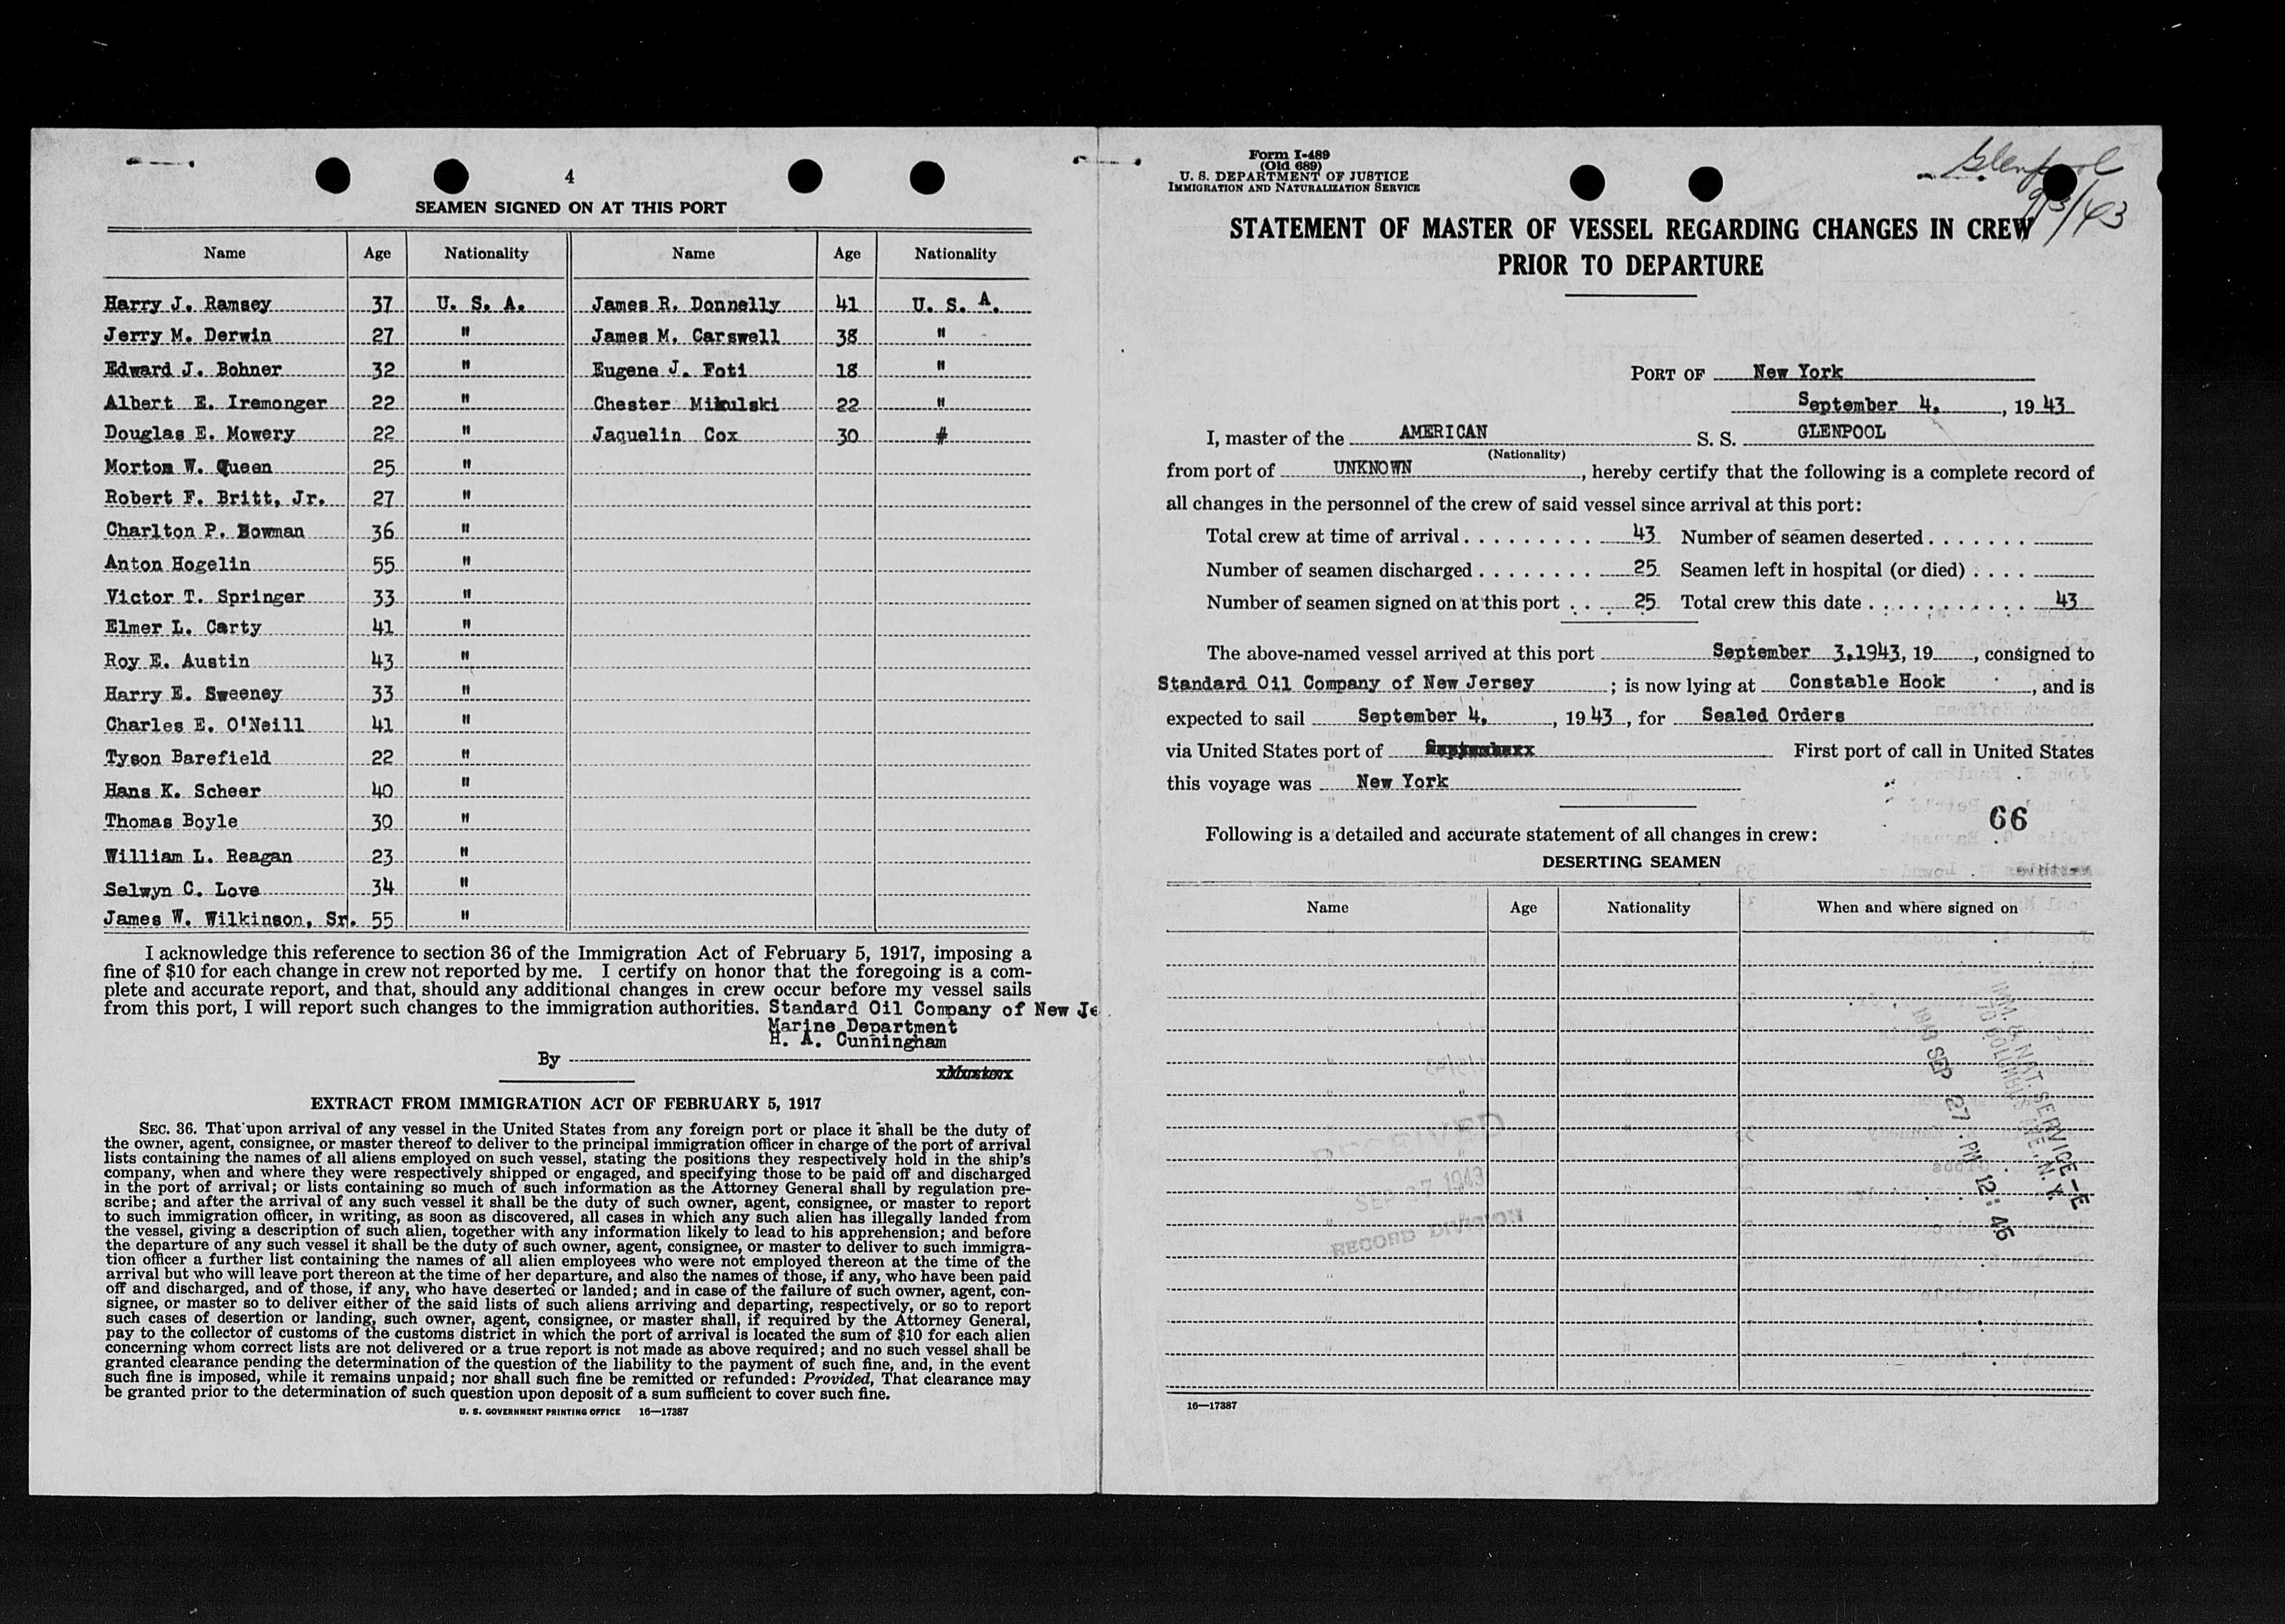 4
SEAMEN SIGNED ON AT THIS PORT
Name Age Nationality Name Age Nationality
Harry J. Ramsey 37 U. S. A. James R. Donnelly 41 U. S. A.
Jerry M. Derwin 27 " James M. Carswell 38 "
Edward J. Bohner 32 " Eugene J. Foti 18 "
Albert E. Iremonger 22 " Chester Mikulski 22 "
Douglas E. Mowery 22 " Jaquelin Cox 30 #
Morton W. Queen 25 "
Robert F. Britt, Jr. 27 "
Charlton P. Bowman 36 "
Anton Hogelin 55 "
Victor T. Springer 33 "
Elmer L. Carty 41 "
Roy E. Austin 43 "
Harry E. Sweeney 33 "
Charles E. O'Neill 41 "
Tyson Barefield 22 "
Hans K. Scheer 40 "
Thomas Boyle 30 "
William L. Reagan 23 "
Selwyn C. Love 34 "
James W. Wilkinson, Sr. 55 "
I acknowledge this reference to section 36 of the Immigration Act of February 5, 1917, imposing a
fine of $10 for each change in crew not reported by me. I certify on honor that the foregoing is a com-
plete and accurate report, and that, should any additional changes in crew occur before my vessel sails
from this port, I will report such changes to the immigration authorities. Standard Oil Company of New Je
Marine Department
H. A. Cunningham
By
xMasterx
EXTRACT FROM IMMIGRATION ACT OF FEBRUARY 5, 1917
SEC. 36. That upon arrival of any vessel in the United States from any foreign port or place it shall be the duty of
the owner, agent, consignee, or master thereof to deliver to the principal immigration officer in charge of the port of arrival
lists containing the names of all aliens employed on such vessel, stating the positions they respectively hold in the ship's
company, when and where they were respectively shipped or engaged, and specifying those to be paid off and discharged
in the port of arrival; or lists containing so much of such information as the Attorney General shall by regulation pre-
scribe; and after the arrival of any such vessel it shall be the duty of such owner, agent, consignee, or master to report
to such immigration officer, in writing, as soon as discovered, all cases in which any such alien has illegally landed from
the vessel, giving a description of such alien, together with any information likely to lead to his apprehension; and before
the departure of any such vessel it shall be the duty of such owner, agent, consignee, or master to deliver to such immigra-
tion officer a further list containing the names of all alien employees who were not employed thereon at the time of the
arrival but who will leave port thereon at the time of her departure, and also the names of those, if any, who have been paid
off and discharged, and of those, if any, who have deserted or landed; and in case of the failure of such owner, agent, con-
signee, or master so to deliver either of the said lists of such aliens arriving and departing, respectively, or so to report
such cases of desertion or landing, such owner, agent, consignee, or master shall, if required by the Attorney General,
pay to the collector of customs of the customs district in which the port of arrival is located the sum of $10 for each alien
concerning whom correct lists are not delivered or a true report is not made as above required; and no such vessel shall be
granted clearance pending the determination of the question of the liability to the payment of such fine, and, in the event
such fine is imposed, while it remains unpaid; nor shall such fine be remitted or refunded: Provided, That clearance may
be granted prior to the determination of such question upon deposit of a sum sufficient to cover such fine.
U. S. GOVERNMENT PRINTING OFFICE 16—17387
Form I-489
(Old 689)
U. S. DEPARTMENT OF JUSTICE
IMMIGRATION AND NATURALIZATION SERVICE
Glenpool
9/3/43
STATEMENT OF MASTER OF VESSEL REGARDING CHANGES IN CREW
PRIOR TO DEPARTURE
PORT OF New York
September 4, , 19 43
I, master of the AMERICAN S. S. GLENPOOL
(Nationality)
from port of UNKNOWN , hereby certify that the following is a complete record of
all changes in the personnel of the crew of said vessel since arrival at this port:
Total crew at time of arrival . . . . . . . . . 43 Number of seamen deserted . . . . . . .
Number of seamen discharged . . . . . . . . 25 Seamen left in hospital (or died) . . . .
Number of seamen signed on at this port . . 25 Total crew this date . . . . . . . . . . . 43
The above-named vessel arrived at this port September 3,1943, 19 , consigned to
Standard Oil Company of New Jersey ; is now lying at Constable Hook , and is
expected to sail September 4, , 19 43 , for Sealed Orders
via United States port of First port of call in United States
this voyage was New York
66
Following is a detailed and accurate statement of all changes in crew:
DESERTING SEAMEN
Name Age Nationality When and where signed on
IMM. & NAT. SERVICE-E
70 COLUMBUS AVE., N.Y.
1943 SEP 27 PM 12:46
RECEIVED
SEP 27 1943
RECORD DIVISION
16—17387